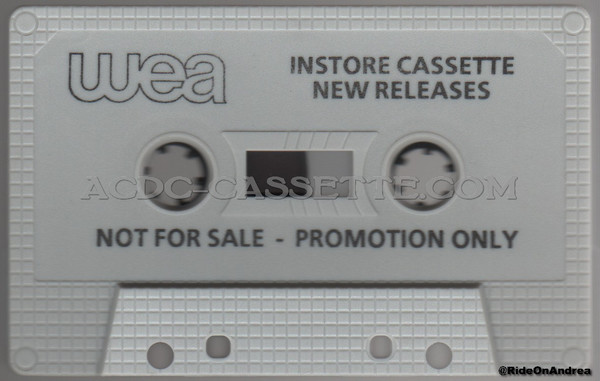 wea
INSTORE CASSETTE
NEW RELEASES
ACDC-CASSETTE.COM
NOT FOR SALE - PROMOTION ONLY
@RideOnAndrea